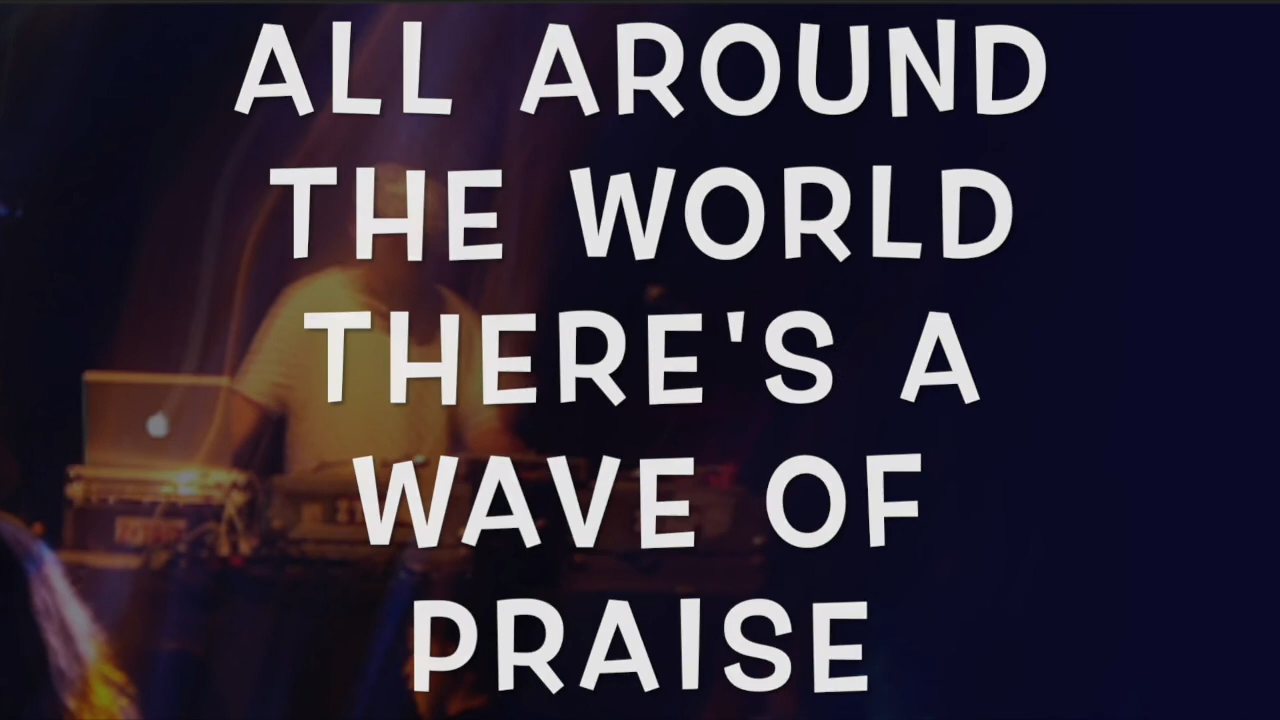 ALL AROUND
THE WORLD
THERE'S A
WAVE OF
PRAISE